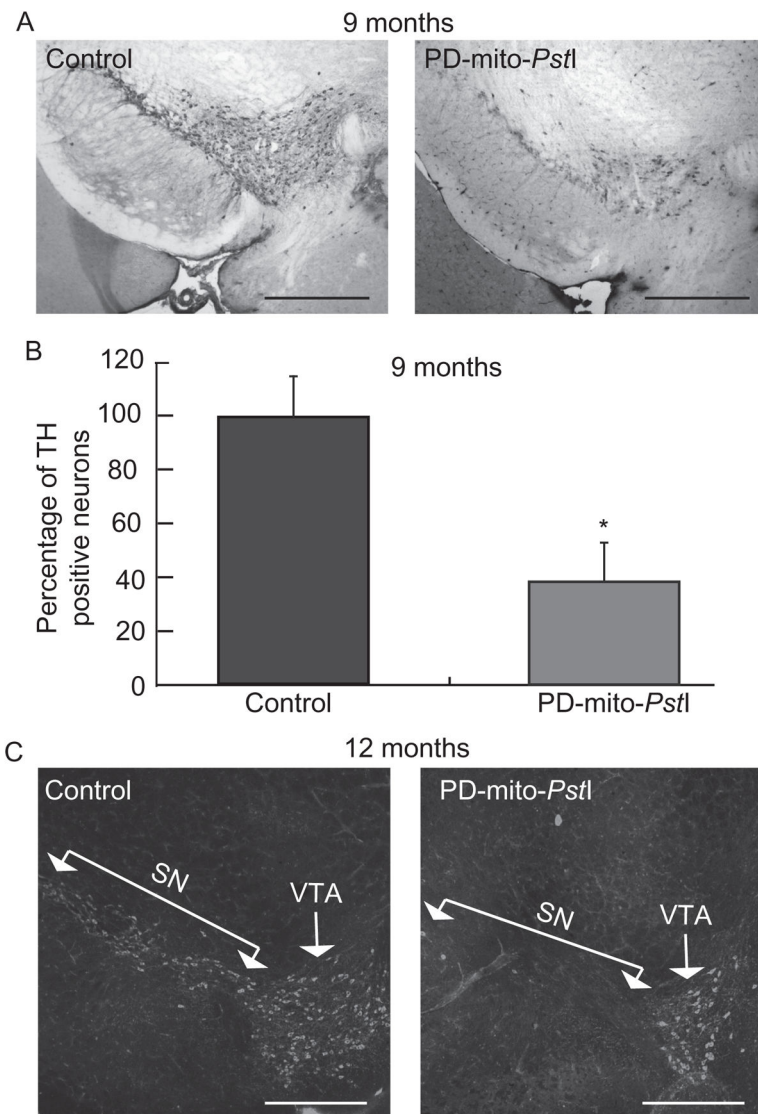 A
9 months
Control
PD-mito-PstI
B
9 months
Percentage of TH
positive neurons
120
100
80
60
40
20
0
*
Control
PD-mito-PstI
C
12 months
Control
SN
VTA
PD-mito-PstI
SN
VTA